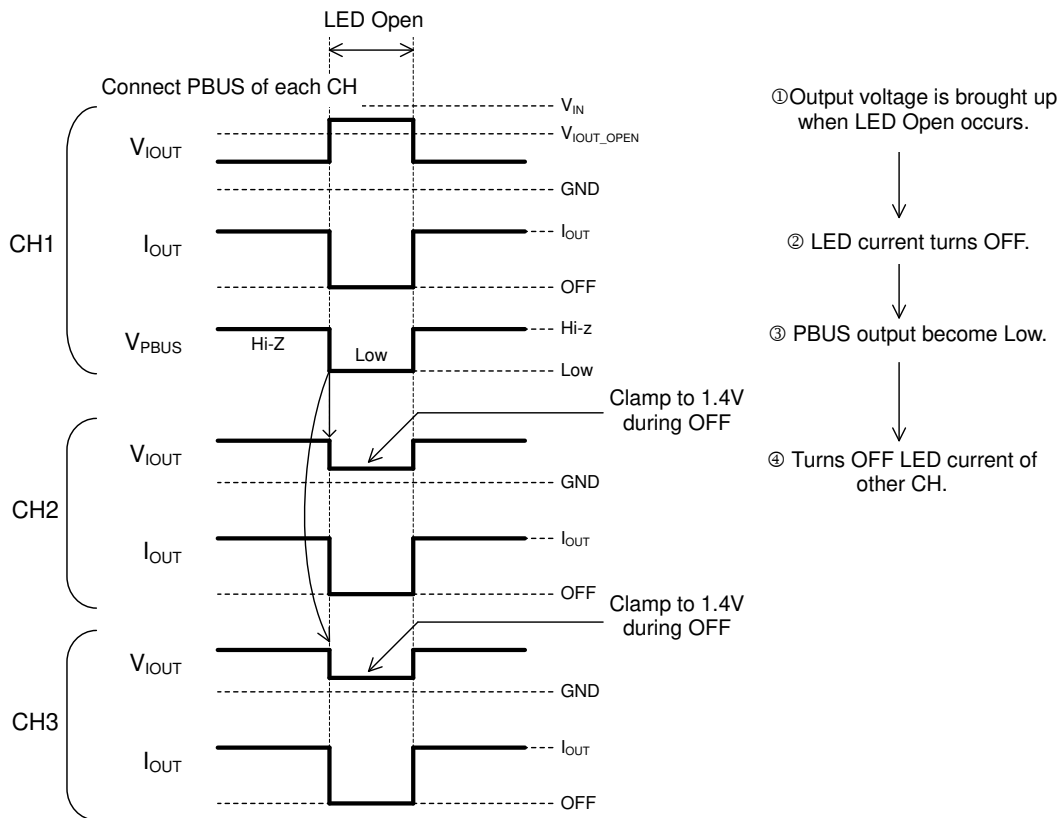 LED Open
Connect PBUS of each CH
CH1
VIOUT
VIN
VIOUT_OPEN
GND
IOUT
IOUT
OFF
VPBUS
Hi-Z
Low
Hi-z
Low
CH2
VIOUT
Clamp to 1.4V
during OFF
GND
IOUT
IOUT
OFF
CH3
VIOUT
Clamp to 1.4V
during OFF
GND
IOUT
IOUT
OFF
①Output voltage is brought up
when LED Open occurs.
② LED current turns OFF.
③ PBUS output become Low.
④ Turns OFF LED current of
other CH.